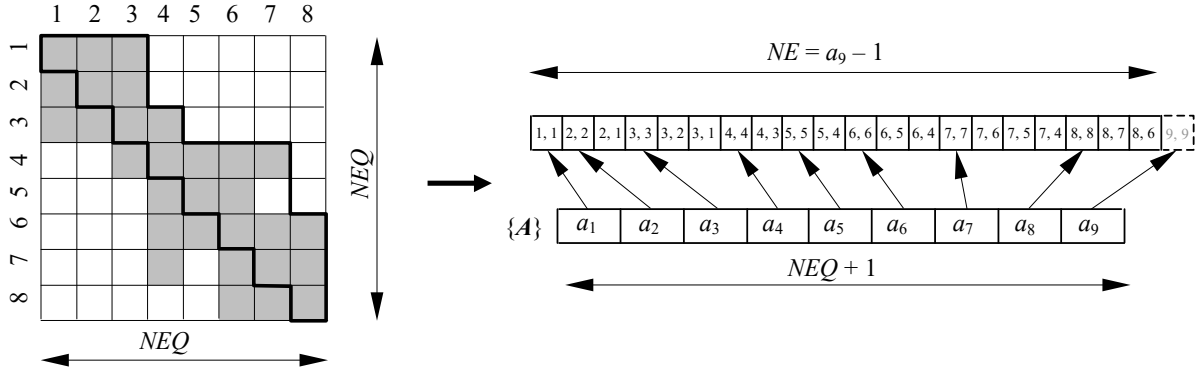 1 2 3 4 5 6 7 8
1
2
3
4
5
6
7
8
NEQ
NEQ
NE = a₉ – 1
1, 1 2, 2 2, 1 3, 3 3, 2 3, 1 4, 4 4, 3 5, 5 5, 4 6, 6 6, 5 6, 4 7, 7 7, 6 7, 5 7, 4 8, 8 8, 7 8, 6 9, 9
{A} a₁ a₂ a₃ a₄ a₅ a₆ a₇ a₈ a₉
NEQ + 1